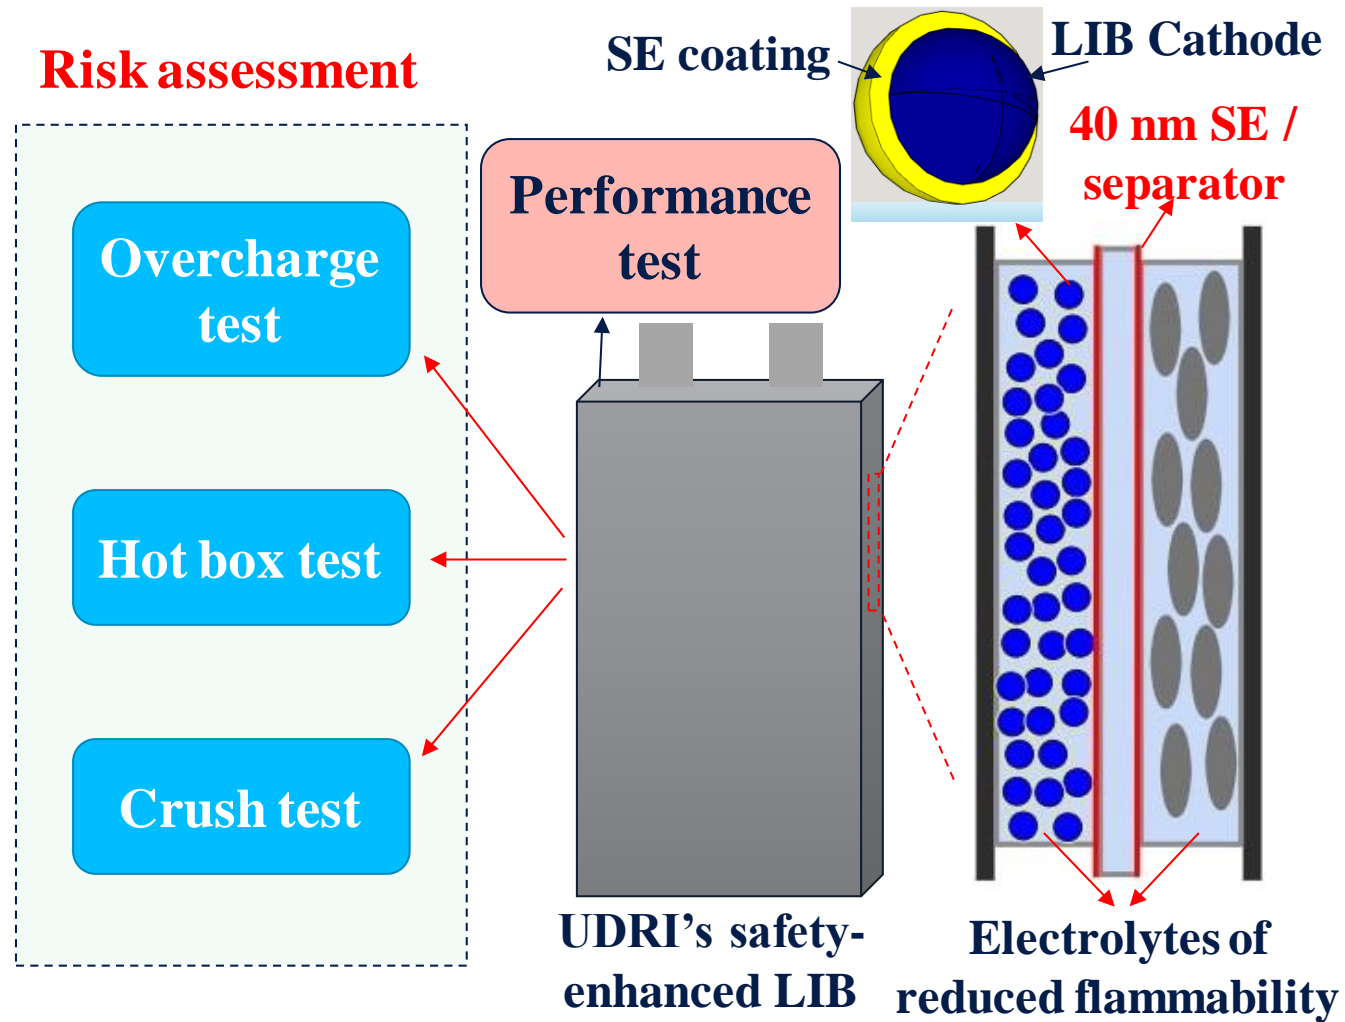 Risk assessment
Overcharge
test
Hot box test
Crush test
Performance
test
SE coating
LIB Cathode
40 nm SE /
separator
UDRI’s safety-
enhanced LIB
Electrolytes of
reduced flammability